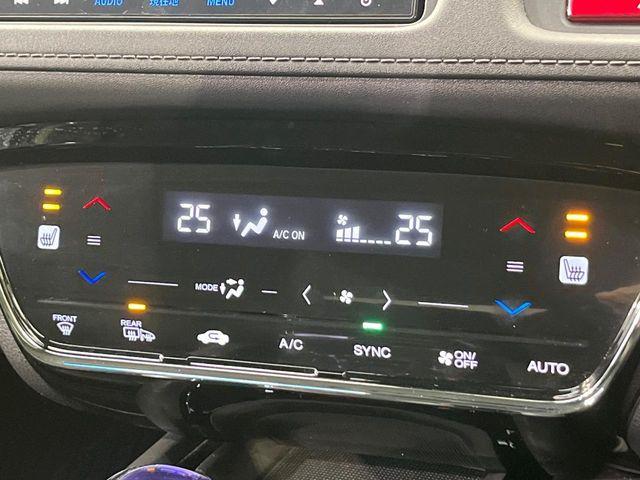 AUDIO 現在地 MENU
25 A/C ON 25
MODE
FRONT
REAR
A/C
SYNC
ON/
OFF
AUTO